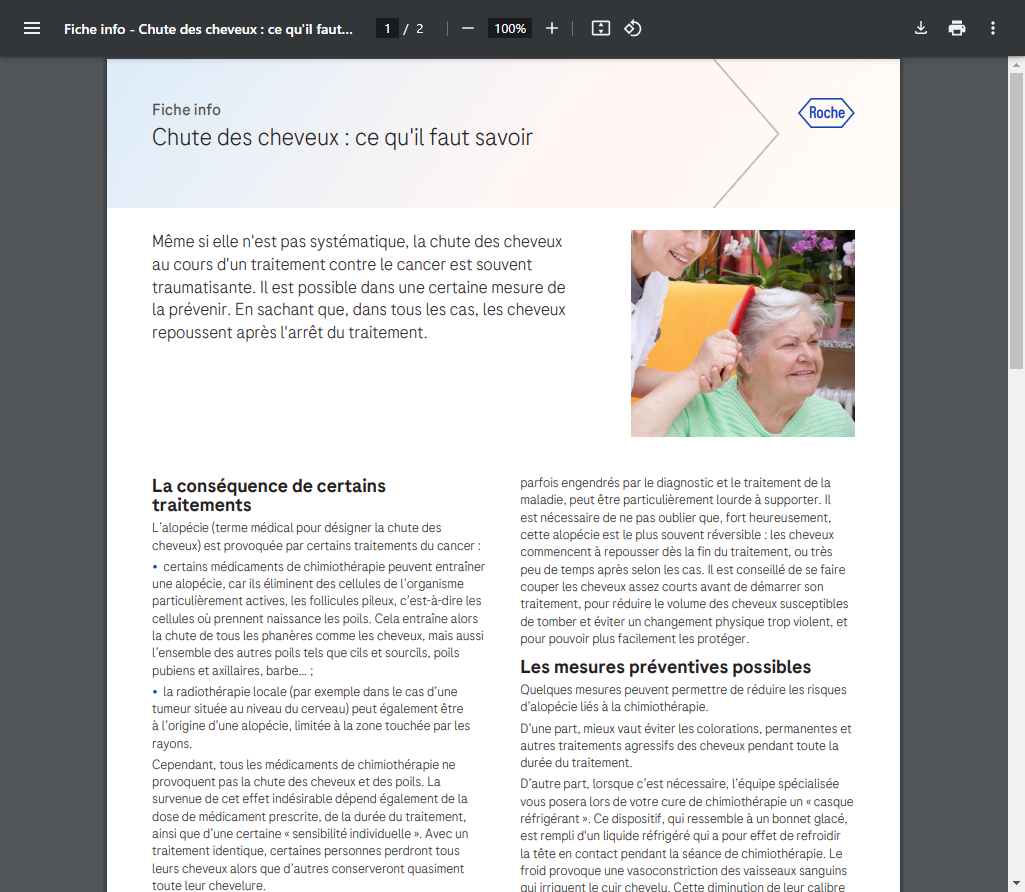 Fiche info - Chute des cheveux : ce qu'il faut...
1 / 2
100%
Fiche info
Chute des cheveux : ce qu'il faut savoir
Roche
Même si elle n'est pas systématique, la chute des cheveux
au cours d'un traitement contre le cancer est souvent
traumatisante. Il est possible dans une certaine mesure de
la prévenir. En sachant que, dans tous les cas, les cheveux
repoussent après l'arrêt du traitement.
La conséquence de certains
traitements
L'alopécie (terme médical pour désigner la chute des
cheveux) est provoquée par certains traitements du cancer :
• certains médicaments de chimiothérapie peuvent entraîner
une alopécie, car ils éliminent des cellules de l'organisme
particulièrement actives, les follicules pileux, c'est-à-dire les
cellules où prennent naissance les poils. Cela entraîne alors
la chute de tous les phanères comme les cheveux, mais aussi
l'ensemble des autres poils tels que cils et sourcils, poils
pubiens et axillaires, barbe... ;
• la radiothérapie locale (par exemple dans le cas d'une
tumeur située au niveau du cerveau) peut également être
à l'origine d'une alopécie, limitée à la zone touchée par les
rayons.
Cependant, tous les médicaments de chimiothérapie ne
provoquent pas la chute des cheveux et des poils. La
survenue de cet effet indésirable dépend également de la
dose de médicament prescrite, de la durée du traitement,
ainsi que d'une certaine « sensibilité individuelle ». Avec un
traitement identique, certaines personnes perdront tous
leurs cheveux alors que d'autres conserveront quasiment
toute leur chevelure.
parfois engendrés par le diagnostic et le traitement de la
maladie, peut être particulièrement lourde à supporter. Il
est nécessaire de ne pas oublier que, fort heureusement,
cette alopécie est le plus souvent réversible : les cheveux
commencent à repousser dès la fin du traitement, ou très
peu de temps après selon les cas. Il est conseillé de se faire
couper les cheveux assez courts avant de démarrer son
traitement, pour réduire le volume des cheveux susceptibles
de tomber et éviter un changement physique trop violent, et
pour pouvoir plus facilement les protéger.
Les mesures préventives possibles
Quelques mesures peuvent permettre de réduire les risques
d'alopécie liés à la chimiothérapie.
D'une part, mieux vaut éviter les colorations, permanentes et
autres traitements agressifs des cheveux pendant toute la
durée du traitement.
D'autre part, lorsque c'est nécessaire, l'équipe spécialisée
vous posera lors de votre cure de chimiothérapie un « casque
réfrigérant ». Ce dispositif, qui ressemble à un bonnet glacé,
est rempli d'un liquide réfrigéré qui a pour effet de refroidir
la tête en contact pendant la séance de chimiothérapie. Le
froid provoque une vasoconstriction des vaisseaux sanguins
qui irriguent le cuir chevelu. Cette diminution de leur calibre